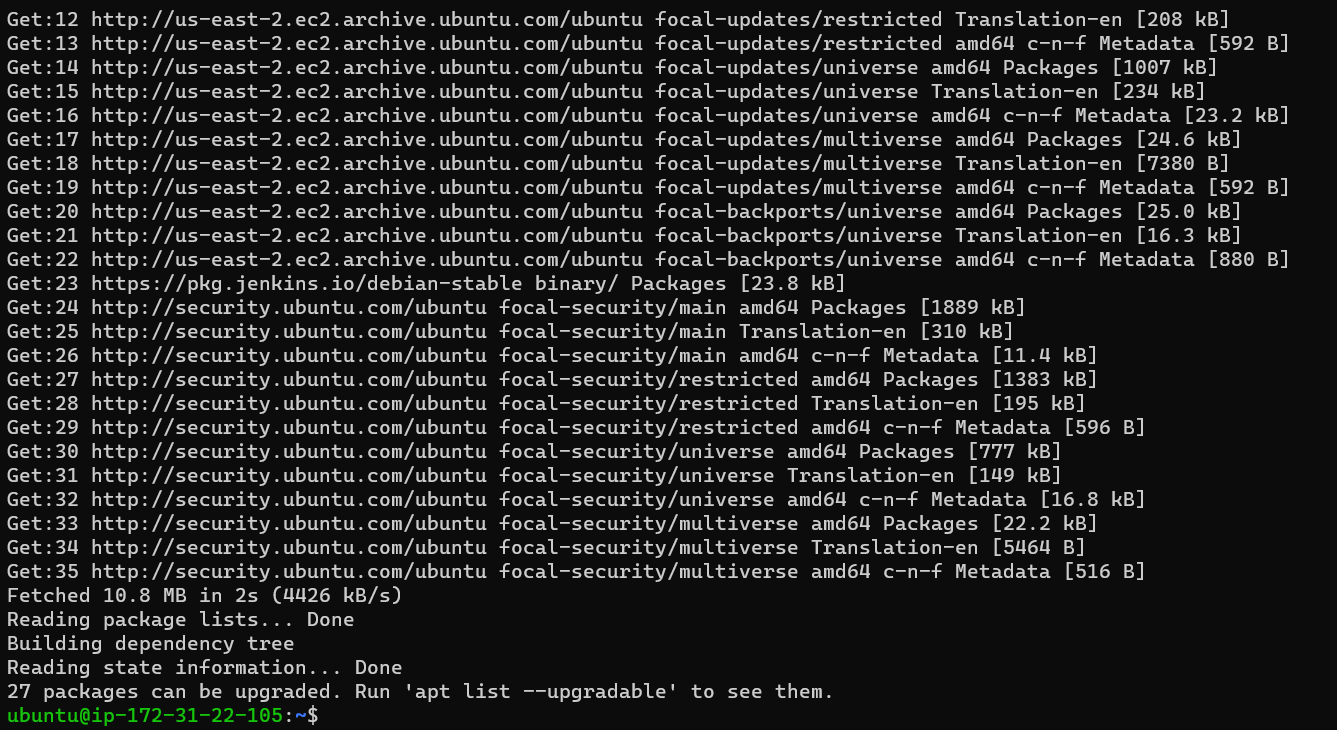 Get:12 http://us-east-2.ec2.archive.ubuntu.com/ubuntu focal-updates/restricted Translation-en [208 kB]
Get:13 http://us-east-2.ec2.archive.ubuntu.com/ubuntu focal-updates/restricted amd64 c-n-f Metadata [592 B]
Get:14 http://us-east-2.ec2.archive.ubuntu.com/ubuntu focal-updates/universe amd64 Packages [1007 kB]
Get:15 http://us-east-2.ec2.archive.ubuntu.com/ubuntu focal-updates/universe Translation-en [234 kB]
Get:16 http://us-east-2.ec2.archive.ubuntu.com/ubuntu focal-updates/universe amd64 c-n-f Metadata [23.2 kB]
Get:17 http://us-east-2.ec2.archive.ubuntu.com/ubuntu focal-updates/multiverse amd64 Packages [24.6 kB]
Get:18 http://us-east-2.ec2.archive.ubuntu.com/ubuntu focal-updates/multiverse Translation-en [7380 B]
Get:19 http://us-east-2.ec2.archive.ubuntu.com/ubuntu focal-updates/multiverse amd64 c-n-f Metadata [592 B]
Get:20 http://us-east-2.ec2.archive.ubuntu.com/ubuntu focal-backports/universe amd64 Packages [25.0 kB]
Get:21 http://us-east-2.ec2.archive.ubuntu.com/ubuntu focal-backports/universe Translation-en [16.3 kB]
Get:22 http://us-east-2.ec2.archive.ubuntu.com/ubuntu focal-backports/universe amd64 c-n-f Metadata [880 B]
Get:23 https://pkg.jenkins.io/debian-stable binary/ Packages [23.8 kB]
Get:24 http://security.ubuntu.com/ubuntu focal-security/main amd64 Packages [1889 kB]
Get:25 http://security.ubuntu.com/ubuntu focal-security/main Translation-en [310 kB]
Get:26 http://security.ubuntu.com/ubuntu focal-security/main amd64 c-n-f Metadata [11.4 kB]
Get:27 http://security.ubuntu.com/ubuntu focal-security/restricted amd64 Packages [1383 kB]
Get:28 http://security.ubuntu.com/ubuntu focal-security/restricted Translation-en [195 kB]
Get:29 http://security.ubuntu.com/ubuntu focal-security/restricted amd64 c-n-f Metadata [596 B]
Get:30 http://security.ubuntu.com/ubuntu focal-security/universe amd64 Packages [777 kB]
Get:31 http://security.ubuntu.com/ubuntu focal-security/universe Translation-en [149 kB]
Get:32 http://security.ubuntu.com/ubuntu focal-security/universe amd64 c-n-f Metadata [16.8 kB]
Get:33 http://security.ubuntu.com/ubuntu focal-security/multiverse amd64 Packages [22.2 kB]
Get:34 http://security.ubuntu.com/ubuntu focal-security/multiverse Translation-en [5464 B]
Get:35 http://security.ubuntu.com/ubuntu focal-security/multiverse amd64 c-n-f Metadata [516 B]
Fetched 10.8 MB in 2s (4426 kB/s)
Reading package lists... Done
Building dependency tree
Reading state information... Done
27 packages can be upgraded. Run 'apt list --upgradable' to see them.
ubuntu@ip-172-31-22-105:~$